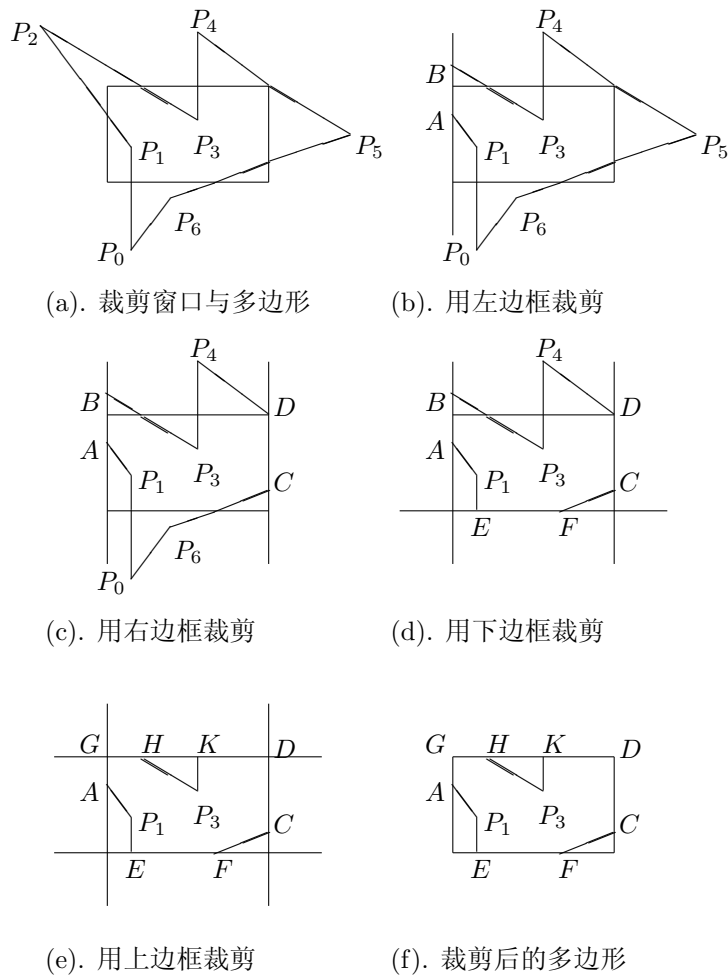 P₄ P₄
P₂
B
A
P₁ P₃ P₁ P₃
P₅ P₅
P₆ P₆
P₀ P₀
(a). 裁剪窗口与多边形 (b). 用左边框裁剪
P₄ P₄
B D B D
A A
P₁ P₃ C P₁ P₃ C
P₆ E F
P₀
(c). 用右边框裁剪 (d). 用下边框裁剪
G H K D G H K D
A A
P₁ P₃ C P₁ P₃ C
E F E F
(e). 用上边框裁剪 (f). 裁剪后的多边形